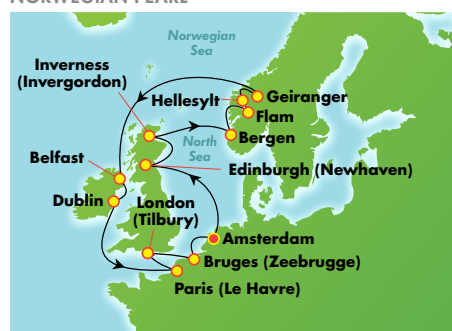 Norwegian
Sea
Inverness
(Invergordon)
Hellesylt
Geiranger
Flam
North
Sea
Bergen
Belfast
Edinburgh (Newhaven)
Dublin
London
(Tilbury)
Amsterdam
Bruges (Zeebrugge)
Paris (Le Havre)